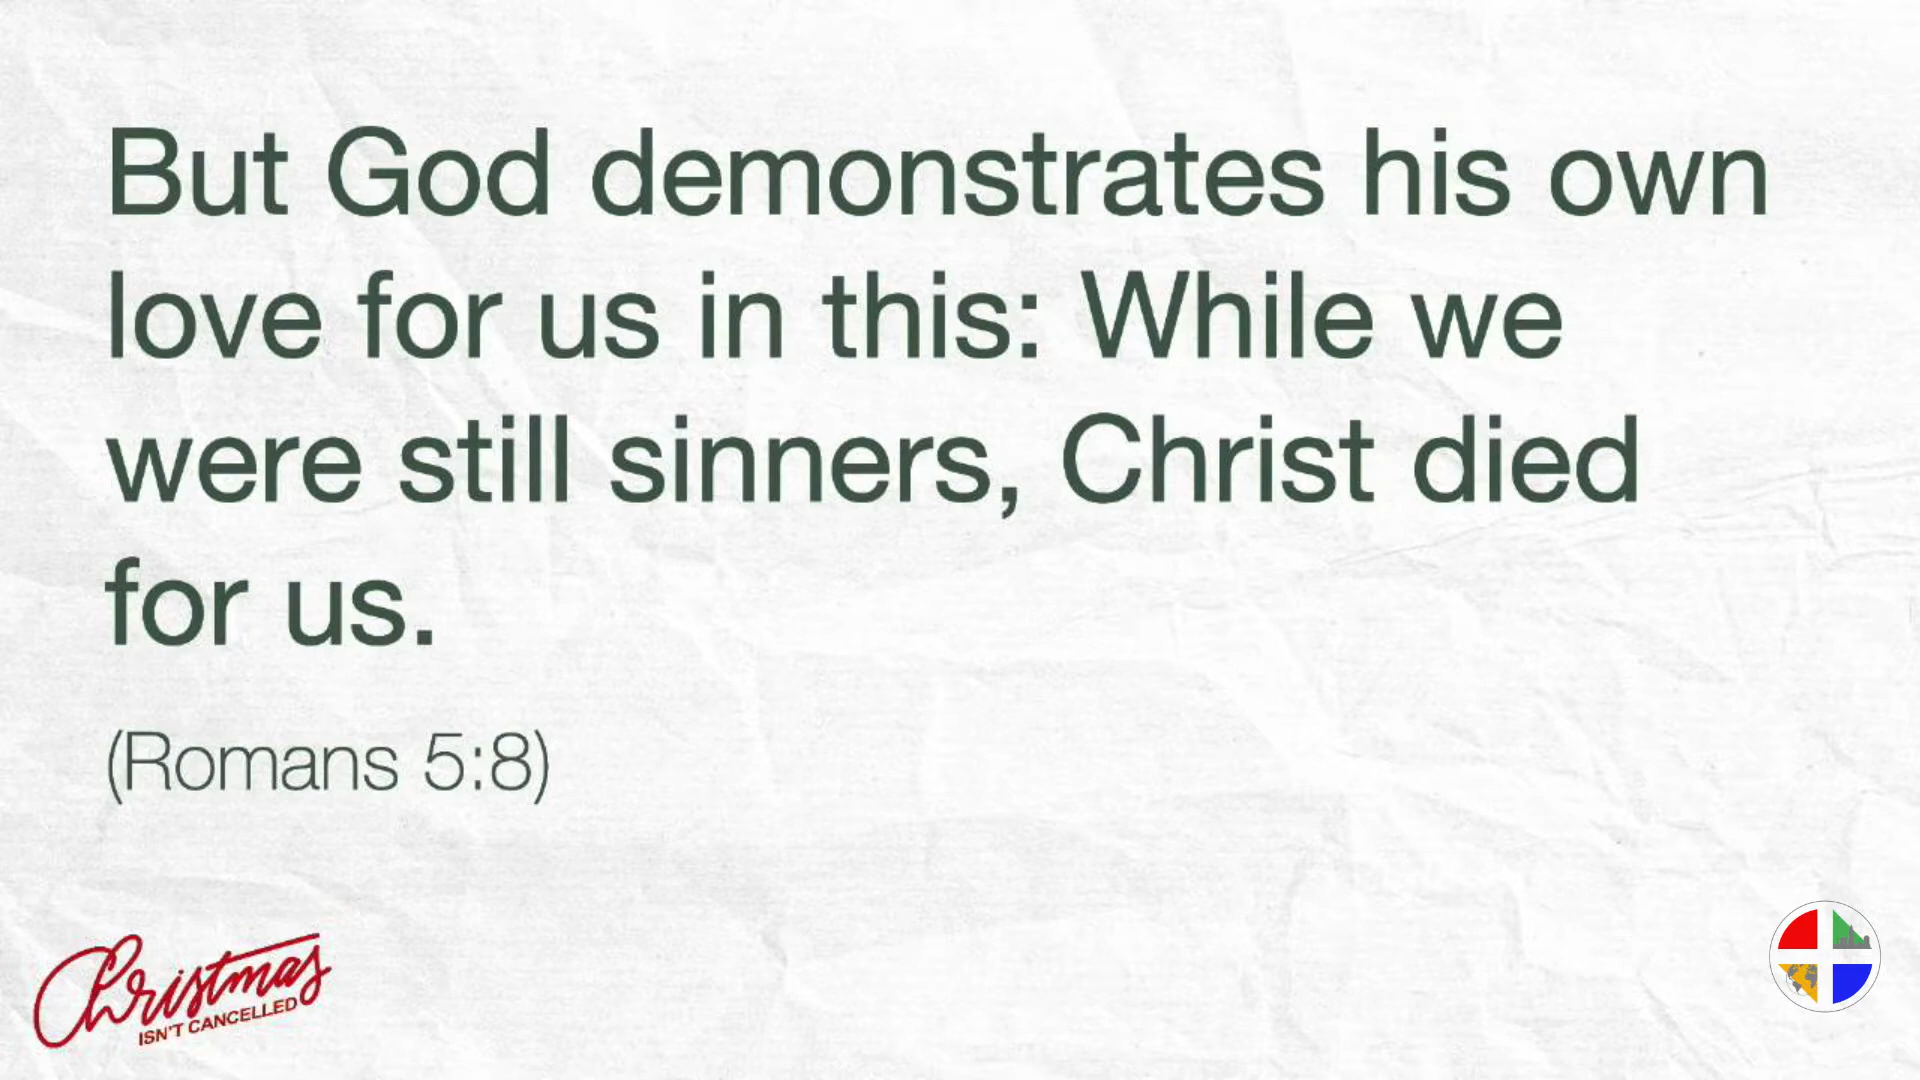 But God demonstrates his own
love for us in this: While we
were still sinners, Christ died
for us.
(Romans 5:8)
Christmas
ISN'T CANCELLED